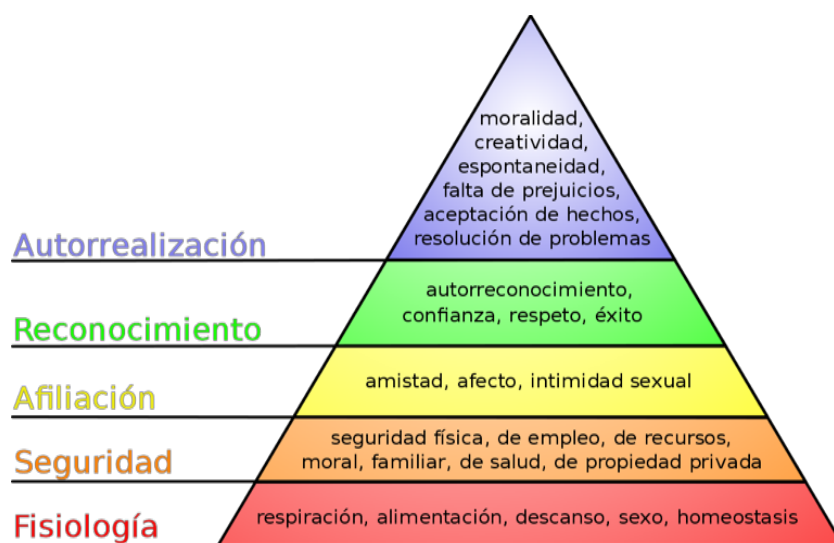 moralidad,
creatividad,
espontaneidad,
falta de prejuicios,
aceptación de hechos,
resolución de problemas
Autorrealización
autorreconocimiento,
confianza, respeto, éxito
Reconocimiento
amistad, afecto, intimidad sexual
Afiliación
seguridad física, de empleo, de recursos,
moral, familiar, de salud, de propiedad privada
Seguridad
respiración, alimentación, descanso, sexo, homeostasis
Fisiología